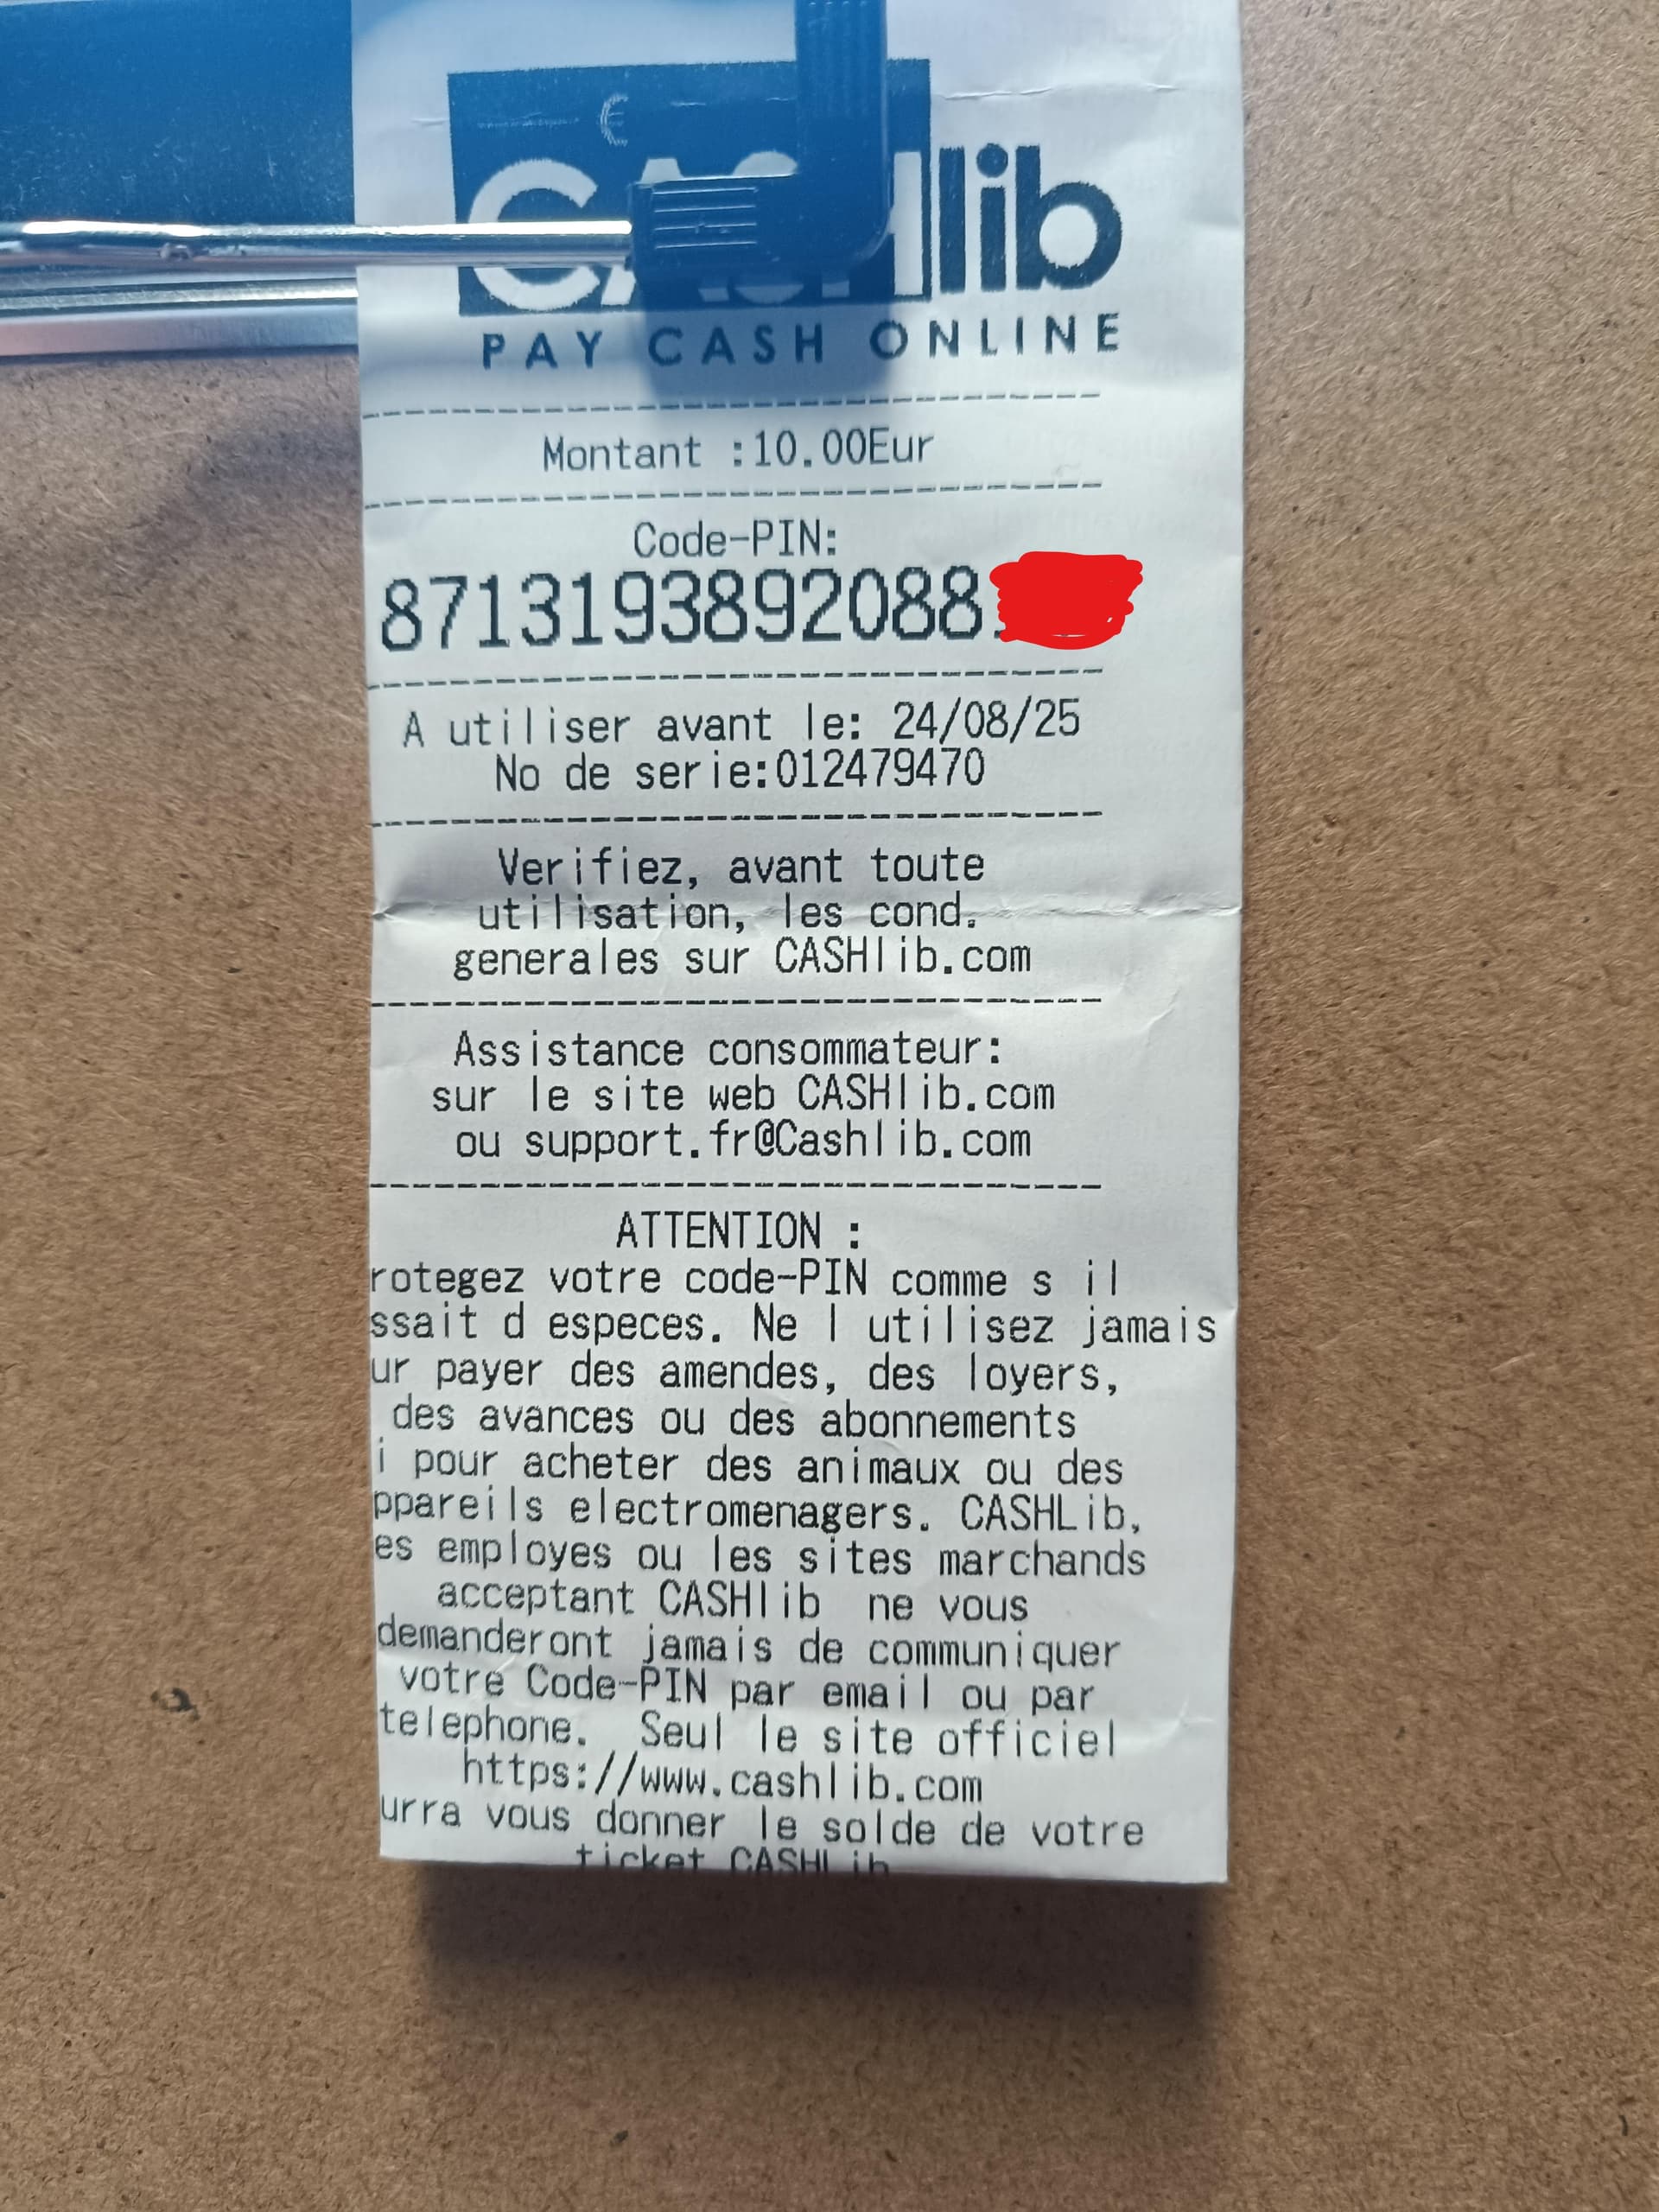 €
CASHlib
PAY CASH ONLINE
Montant :10.00Eur
Code-PIN:
8713193892088
A utiliser avant le: 24/08/25
No de serie:012479470
Verifiez, avant toute
utilisation, les cond.
generales sur CASHlib.com
Assistance consommateur:
sur le site web CASHlib.com
ou support.fr@Cashlib.com
ATTENTION :
rotegez votre code-PIN comme s il
ssait d especes. Ne l utilisez jamais
ur payer des amendes, des loyers,
des avances ou des abonnements
i pour acheter des animaux ou des
ppareils electromenagers. CASHLib,
es employes ou les sites marchands
acceptant CASHlib ne vous
demanderont jamais de communiquer
votre Code-PIN par email ou par
telephone. Seul le site officiel
https://www.cashlib.com
urra vous donner le solde de votre
ticket CASHLib